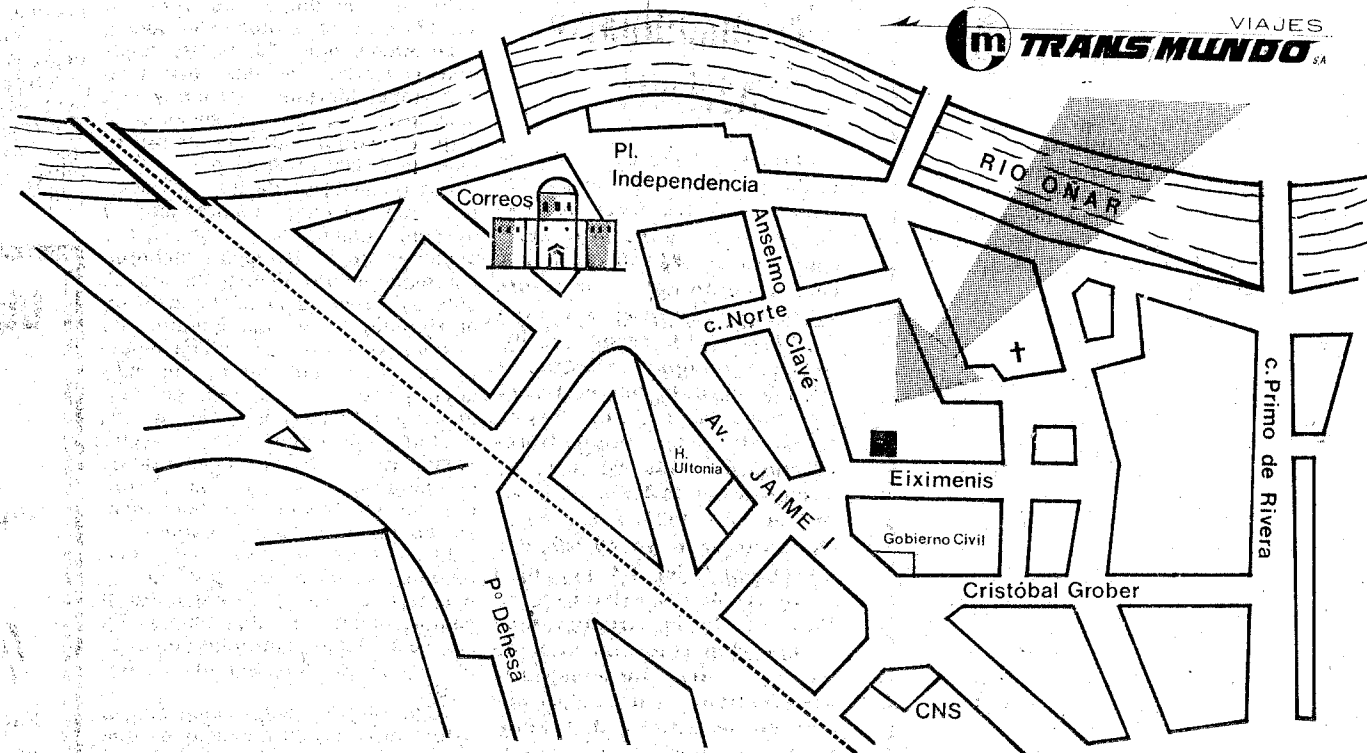 VIAJES
m TRANS MUNDO SA
RIO OÑAR
Pl.
Independencia
Correos
Anselmo Clavé
c. Norte
Av. JAIME I
H.
Ultonia
Eiximenis
Gobierno Civil
Cristóbal Grober
c. Primo de Rivera
Pº Dehesa
CNS